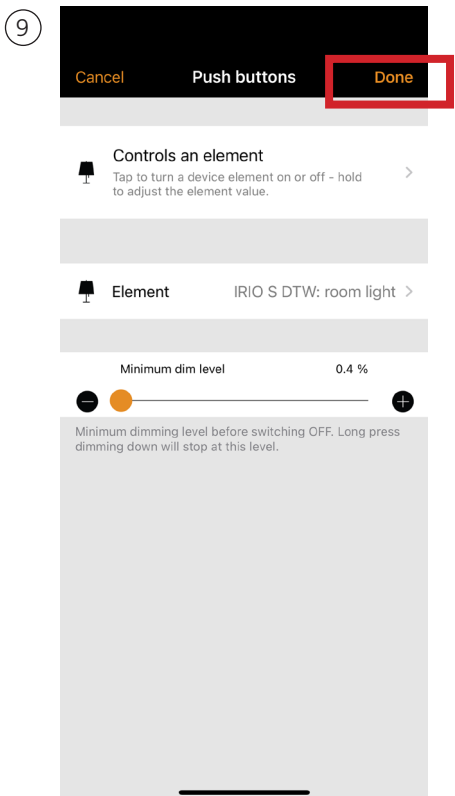 9
Cancel Push buttons Done
Controls an element
Tap to turn a device element on or off - hold
to adjust the element value.
Element IRIO S DTW: room light
Minimum dim level 0.4 %
Minimum dimming level before switching OFF. Long press
dimming down will stop at this level.